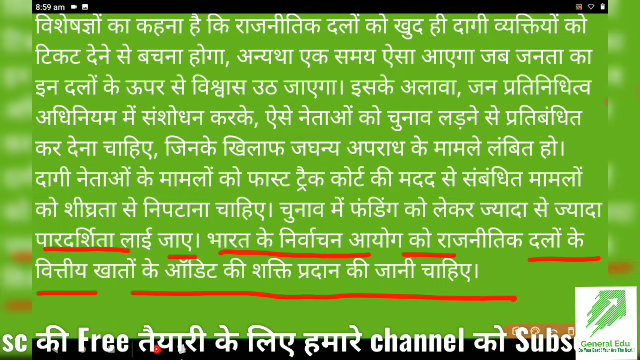 8:59 am
विशेषज्ञों का कहना है कि राजनीतिक दलों को खुद ही दागी व्यक्तियों को
टिकट देने से बचना होगा, अन्यथा एक समय ऐसा आएगा जब जनता का
इन दलों के ऊपर से विश्वास उठ जाएगा। इसके अलावा, जन प्रतिनिधित्व
अधिनियम में संशोधन करके, ऐसे नेताओं को चुनाव लड़ने से प्रतिबंधित
कर देना चाहिए, जिनके खिलाफ जघन्य अपराध के मामले लंबित हो।
दागी नेताओं के मामलों को फास्ट ट्रैक कोर्ट की मदद से संबंधित मामलों
को शीघ्रता से निपटाना चाहिए। चुनाव में फंडिंग को लेकर ज्यादा से ज्यादा
पारदर्शिता लाई जाए। भारत के निर्वाचन आयोग को राजनीतिक दलों के
वित्तीय खातों के ऑडिट की शक्ति प्रदान की जानी चाहिए।
General Edu
sc की Free तैयारी के लिए हमारे channel को Subs